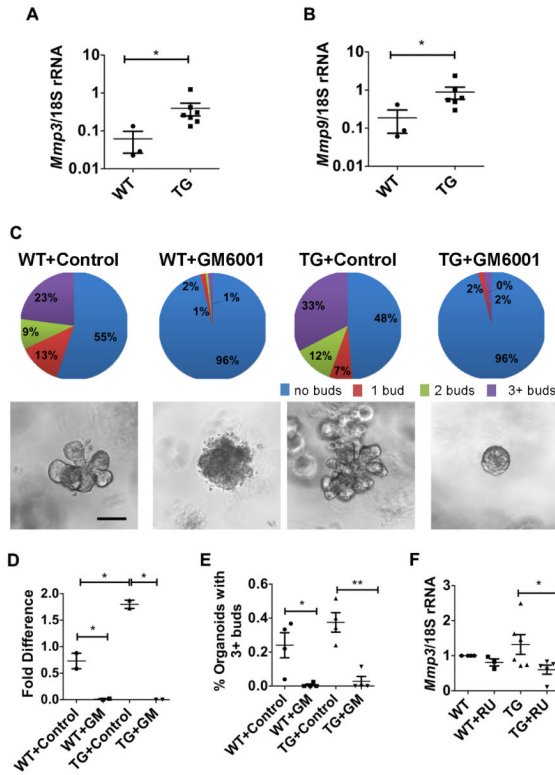 A
B
Mmp3/18S rRNA
*
10
1
0.1
0.01
WT
TG
Mmp9/18S rRNA
*
10
1
0.1
0.01
WT
TG
C
WT+Control
WT+GM6001
TG+Control
TG+GM6001
23%
9%
13%
55%
2%
1%
1%
96%
33%
12%
7%
48%
2%
0%
2%
96%
no buds
1 bud
2 buds
3+ buds
D
E
F
Fold Difference
2.0
1.5
1.0
0.5
0.0
*
*
*
WT+Control
WT+GM
TG+Control
TG+GM
% Organoids with
3+ buds
0.6
0.4
0.2
0.0
*
**
WT+Control
WT+GM
TG+Control
TG+GM
Mmp3/18S rRNA
4
3
2
1
0
*
WT
WT+RU
TG
TG+RU